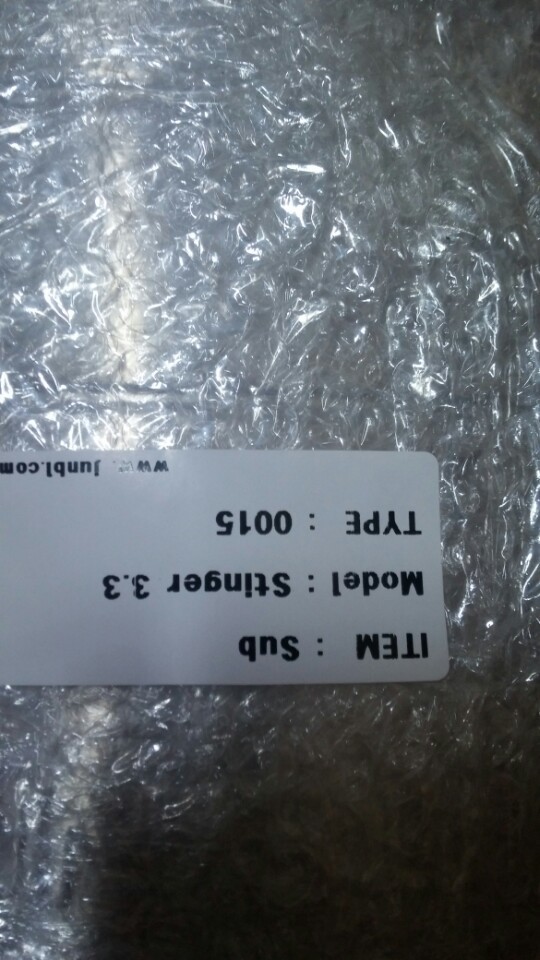 ITEM : Sub
Model : Stinger 3.3
TYPE : 0015
www. Junbl.com